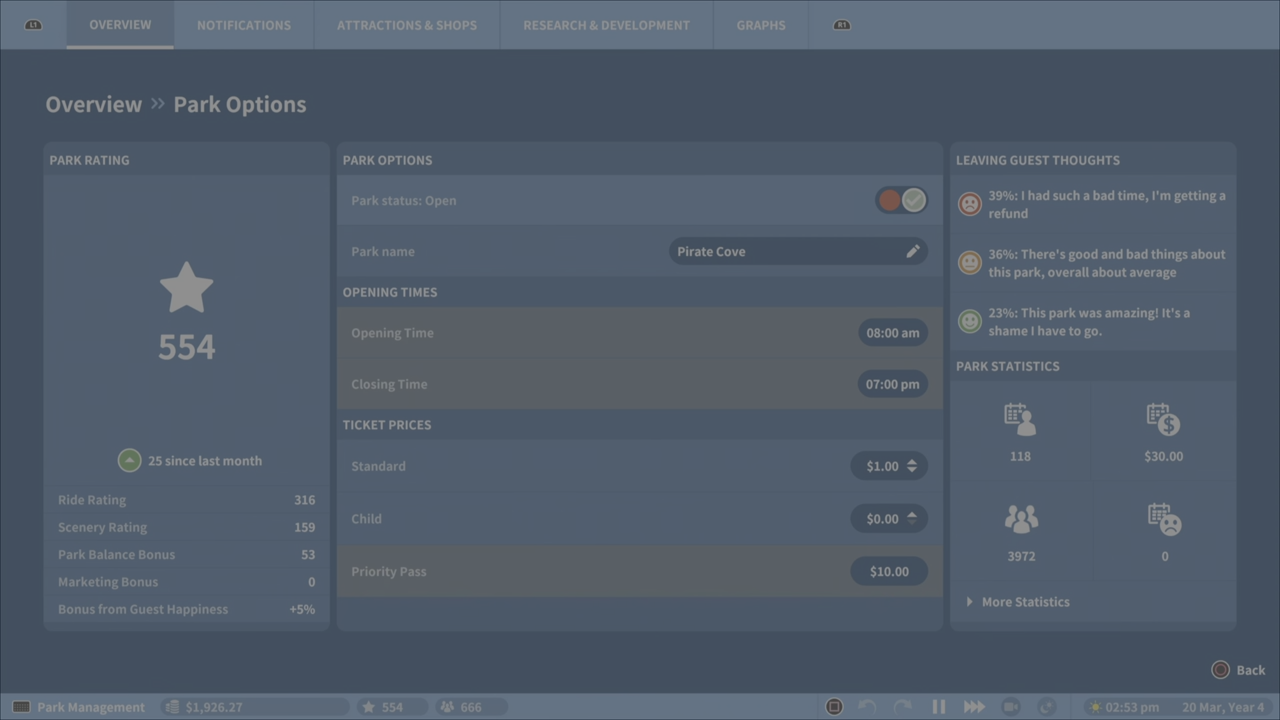 L1
OVERVIEW
NOTIFICATIONS
ATTRACTIONS & SHOPS
RESEARCH & DEVELOPMENT
GRAPHS
R1
Overview » Park Options
PARK RATING
554
25 since last month
Ride Rating 316
Scenery Rating 159
Park Balance Bonus 53
Marketing Bonus 0
Bonus from Guest Happiness +5%
PARK OPTIONS
Park status: Open
Park name Pirate Cove
OPENING TIMES
Opening Time 08:00 am
Closing Time 07:00 pm
TICKET PRICES
Standard $1.00
Child $0.00
Priority Pass $10.00
LEAVING GUEST THOUGHTS
39%: I had such a bad time, I'm getting a
refund
36%: There's good and bad things about
this park, overall about average
23%: This park was amazing! It's a
shame I have to go.
PARK STATISTICS
118
$30.00
3972
0
More Statistics
Back
Park Management
$1,926.27
554
666
02:53 pm
20 Mar, Year 4